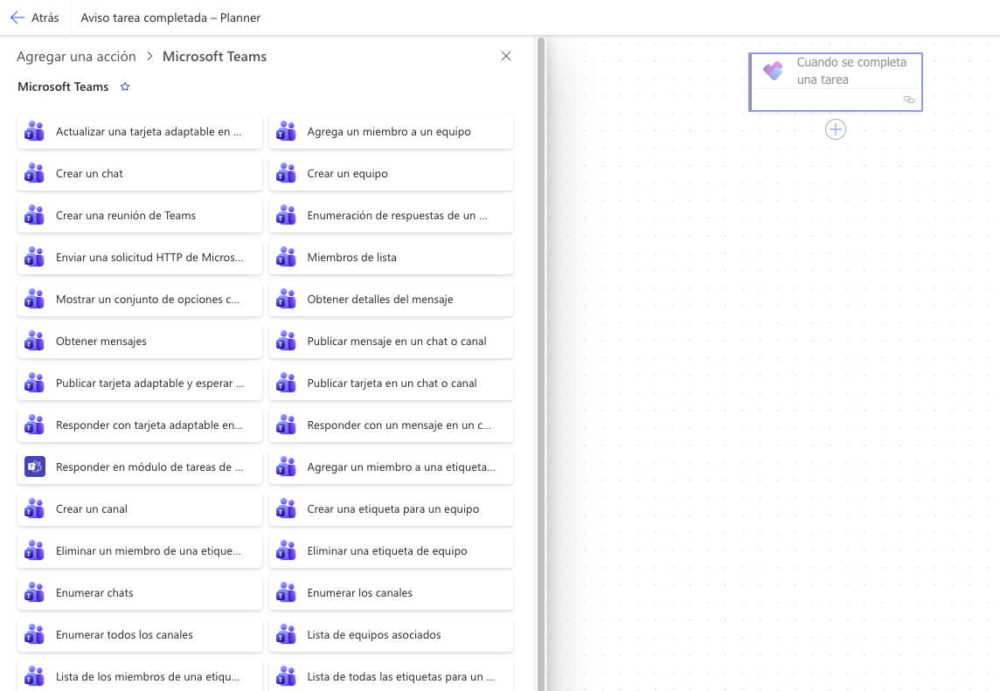 Atrás
Aviso tarea completada – Planner
Agregar una acción > Microsoft Teams
Microsoft Teams
Actualizar una tarjeta adaptable en ...
Agrega un miembro a un equipo
Crear un chat
Crear un equipo
Crear una reunión de Teams
Enumeración de respuestas de un ...
Enviar una solicitud HTTP de Micros...
Miembros de lista
Mostrar un conjunto de opciones c...
Obtener detalles del mensaje
Obtener mensajes
Publicar mensaje en un chat o canal
Publicar tarjeta adaptable y esperar ...
Publicar tarjeta en un chat o canal
Responder con tarjeta adaptable en...
Responder con un mensaje en un c...
Responder en módulo de tareas de ...
Agregar un miembro a una etiqueta...
Crear un canal
Crear una etiqueta para un equipo
Eliminar un miembro de una etique...
Eliminar una etiqueta de equipo
Enumerar chats
Enumerar los canales
Enumerar todos los canales
Lista de equipos asociados
Lista de los miembros de una etiqu...
Lista de todas las etiquetas para un ...
Cuando se completa
una tarea